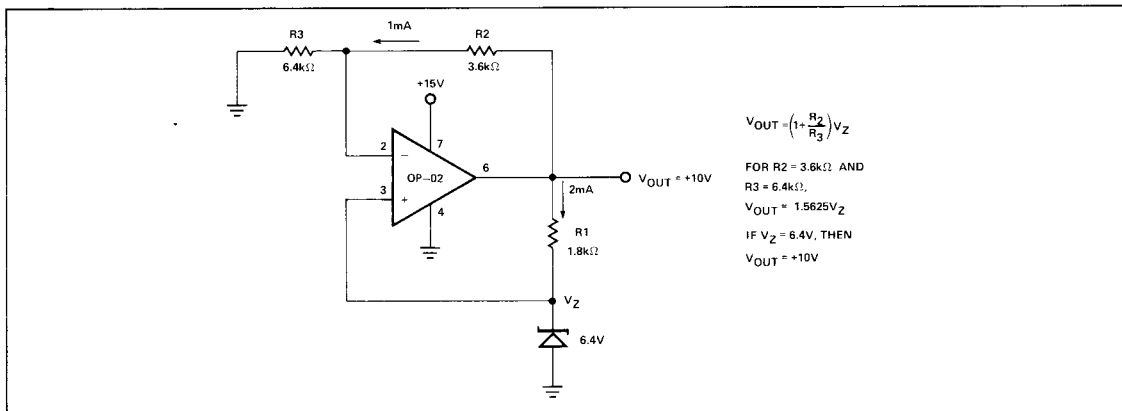 1mA
R3
6.4kΩ
R2
3.6kΩ
+15V
2
7
−
OP–02
6
3
+
4
VOUT = +10V
2mA
R1
1.8kΩ
VZ
6.4V
VOUT = (1+ R2/R3) VZ
FOR R2 = 3.6kΩ AND
R3 = 6.4kΩ,
VOUT = 1.5625VZ
IF VZ = 6.4V, THEN
VOUT = +10V